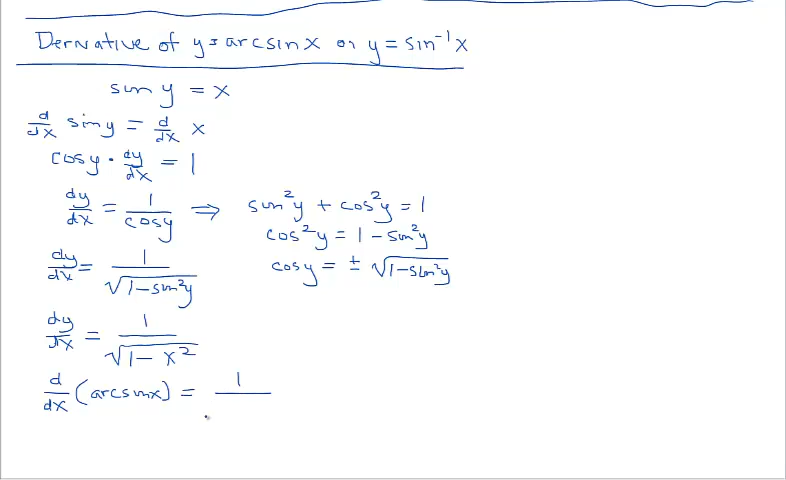 Derivative of y = arcsin x or y = sin⁻¹ x
sin y = x
d/dx sin y = d/dx x
cos y · dy/dx = 1
dy/dx = 1/cos y ⇒ sin²y + cos²y = 1
cos²y = 1 − sin²y
dy/dx = 1/√(1−sin²y) cos y = ± √(1−sin²y)
dy/dx = 1/√(1−x²)
d/dx (arcsin x) = 1/